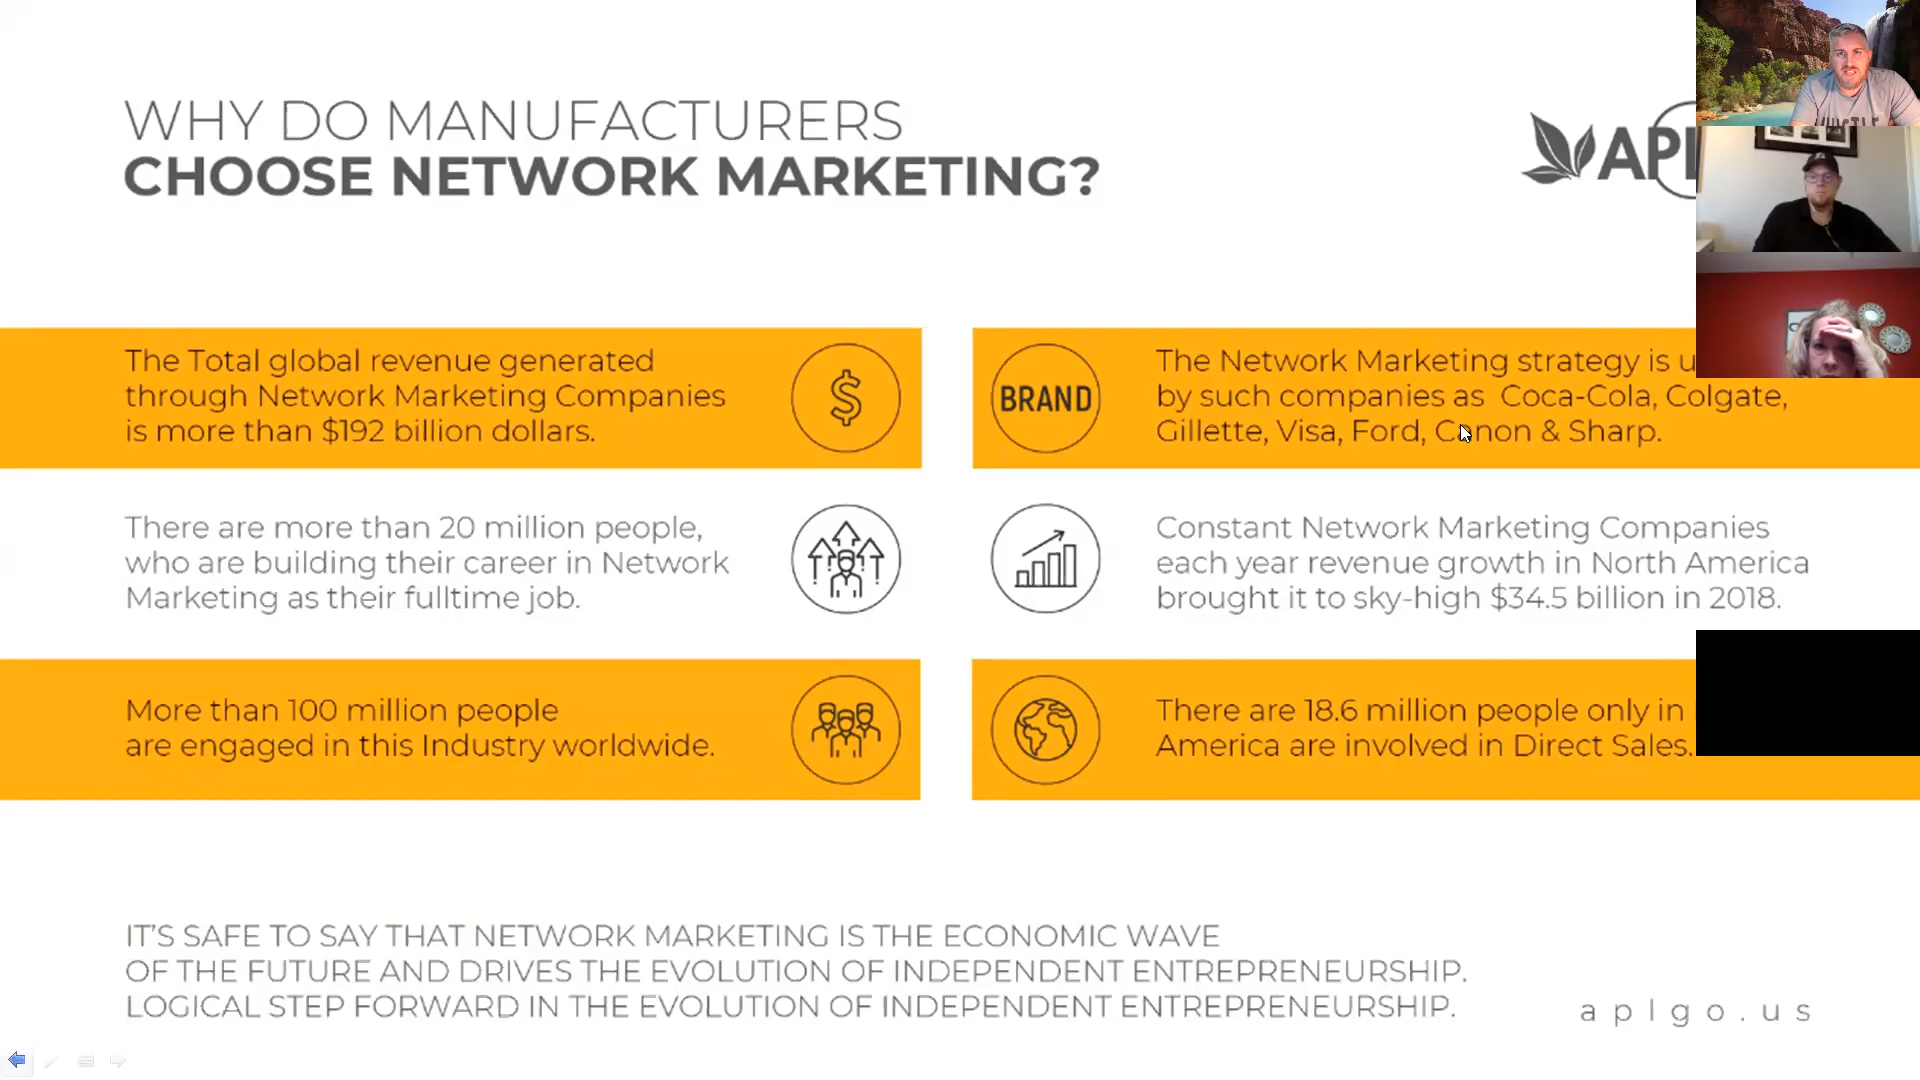 WHY DO MANUFACTURERS
CHOOSE NETWORK MARKETING?
The Total global revenue generated
through Network Marketing Companies
is more than $192 billion dollars.
BRAND
The Network Marketing strategy is
by such companies as Coca-Cola, Colgate,
Gillette, Visa, Ford, Canon & Sharp.
There are more than 20 million people,
who are building their career in Network
Marketing as their fulltime job.
Constant Network Marketing Companies
each year revenue growth in North America
brought it to sky-high $34.5 billion in 2018.
More than 100 million people
are engaged in this Industry worldwide.
There are 18.6 million people only in
America are involved in Direct Sales.
IT'S SAFE TO SAY THAT NETWORK MARKETING IS THE ECONOMIC WAVE
OF THE FUTURE AND DRIVES THE EVOLUTION OF INDEPENDENT ENTREPRENEURSHIP.
LOGICAL STEP FORWARD IN THE EVOLUTION OF INDEPENDENT ENTREPRENEURSHIP.
aplgo.us